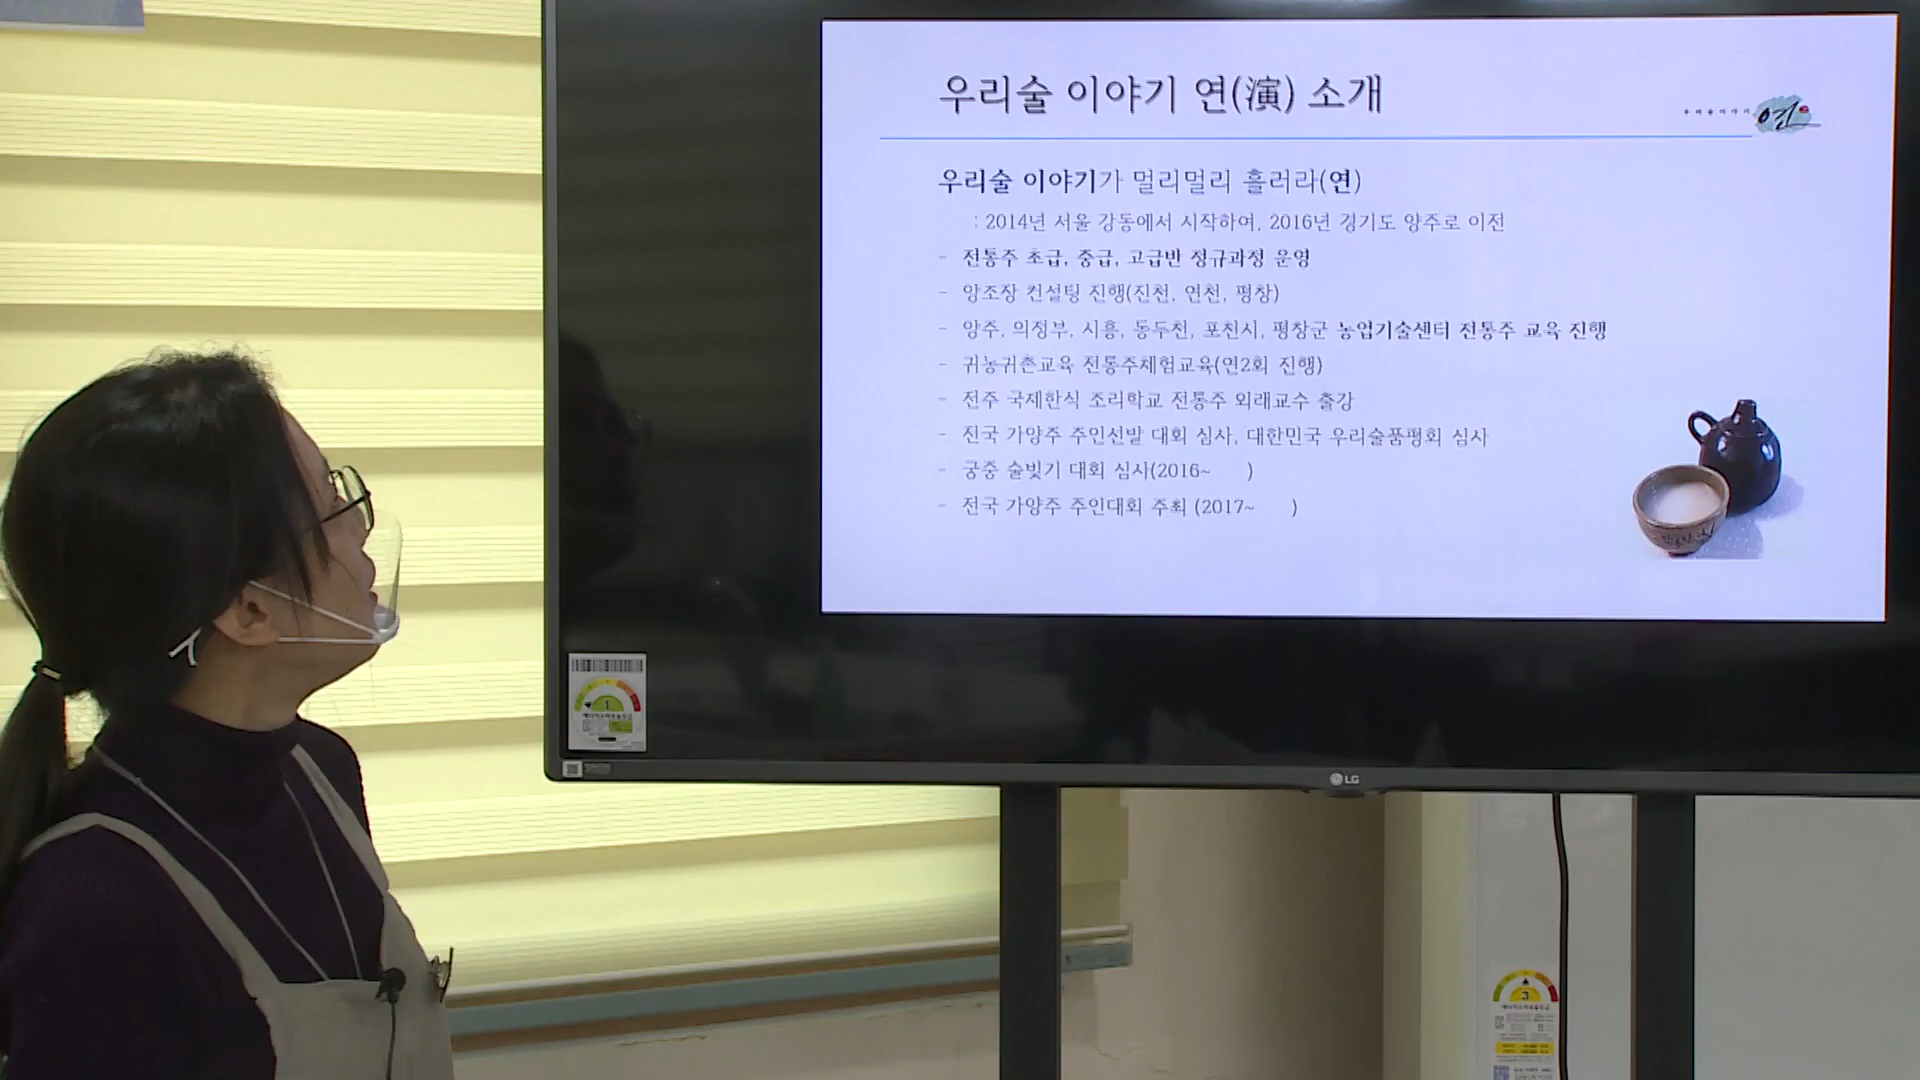 우리술 이야기 연(演) 소개
우리술이야기 연
우리술 이야기가 멀리멀리 흘러라(연)
: 2014년 서울 강동에서 시작하여, 2016년 경기도 양주로 이전
- 전통주 초급, 중급, 고급반 정규과정 운영
- 양조장 컨설팅 진행(진천, 연천, 평창)
- 양주, 의정부, 시흥, 동두천, 포천시, 평창군 농업기술센터 전통주 교육 진행
- 귀농귀촌교육 전통주체험교육(연2회 진행)
- 전주 국제한식 조리학교 전통주 외래교수 출강
- 전국 가양주 주인선발 대회 심사, 대한민국 우리술품평회 심사
- 궁중 술빚기 대회 심사(2016~ )
- 전국 가양주 주인대회 주최 (2017~ )
1
LG
3